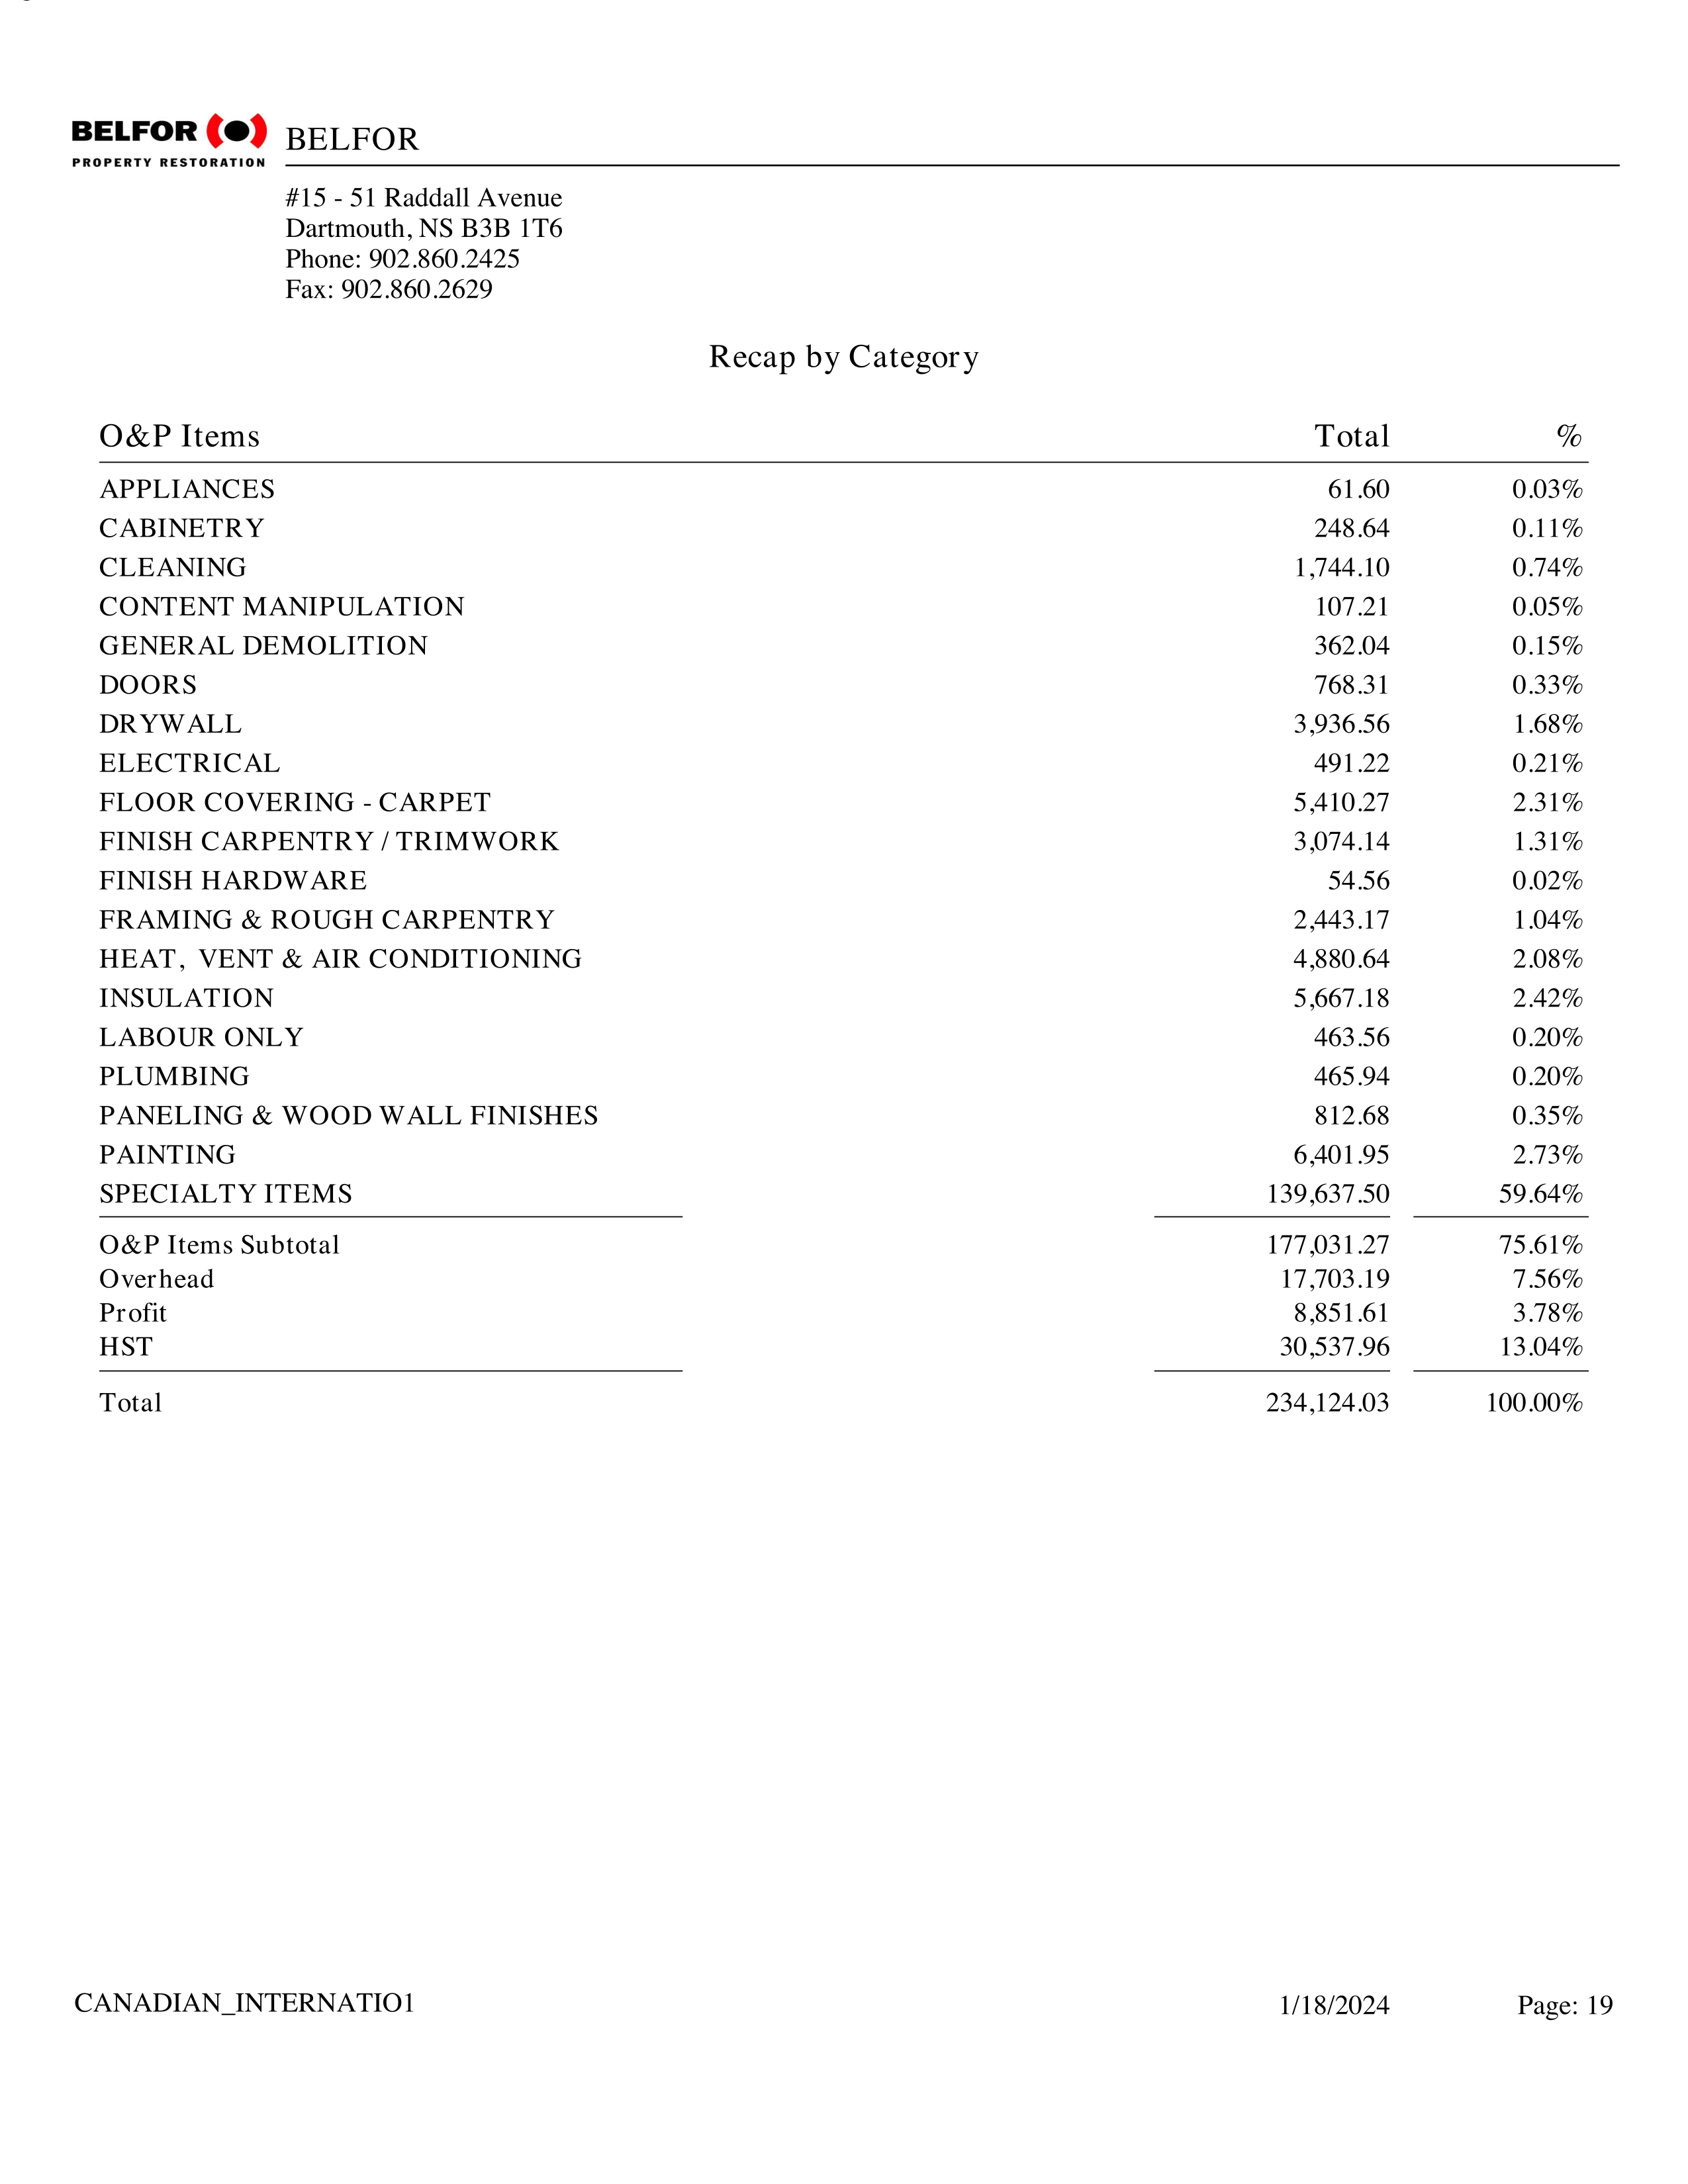 BELFOR
PROPERTY RESTORATION
BELFOR
#15 - 51 Raddall Avenue
Dartmouth, NS B3B 1T6
Phone: 902.860.2425
Fax: 902.860.2629
Recap by Category
O&P Items Total %
APPLIANCES 61.60 0.03%
CABINETRY 248.64 0.11%
CLEANING 1,744.10 0.74%
CONTENT MANIPULATION 107.21 0.05%
GENERAL DEMOLITION 362.04 0.15%
DOORS 768.31 0.33%
DRYWALL 3,936.56 1.68%
ELECTRICAL 491.22 0.21%
FLOOR COVERING - CARPET 5,410.27 2.31%
FINISH CARPENTRY / TRIMWORK 3,074.14 1.31%
FINISH HARDWARE 54.56 0.02%
FRAMING & ROUGH CARPENTRY 2,443.17 1.04%
HEAT, VENT & AIR CONDITIONING 4,880.64 2.08%
INSULATION 5,667.18 2.42%
LABOUR ONLY 463.56 0.20%
PLUMBING 465.94 0.20%
PANELING & WOOD WALL FINISHES 812.68 0.35%
PAINTING 6,401.95 2.73%
SPECIALTY ITEMS 139,637.50 59.64%
O&P Items Subtotal 177,031.27 75.61%
Overhead 17,703.19 7.56%
Profit 8,851.61 3.78%
HST 30,537.96 13.04%
Total 234,124.03 100.00%
CANADIAN_INTERNATIO1 1/18/2024 Page: 19